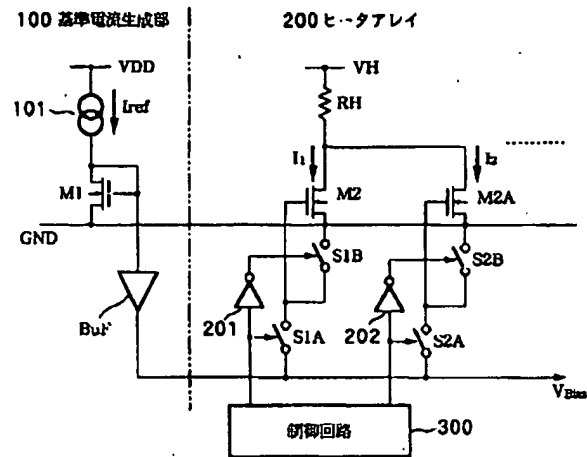 100 基準電流生成部
200 ヒータアレイ
VDD
VH
101
Iref
RH
I1
I2
M1
M2
M2A
GND
S1B
S2B
BuF
201
S1A
202
S2A
VBias
制御回路
300